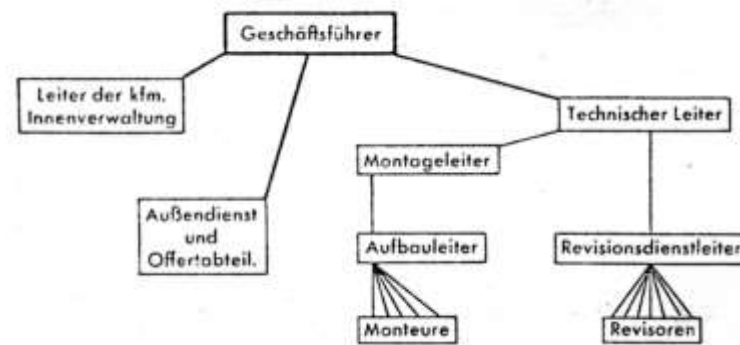 Geschäftsführer
Leiter der kfm.
Innenverwaltung
Technischer Leiter
Montageleiter
Außendienst
und
Offertabteil.
Aufbauleiter
Revisionsdienstleiter
Monteure
Revisoren